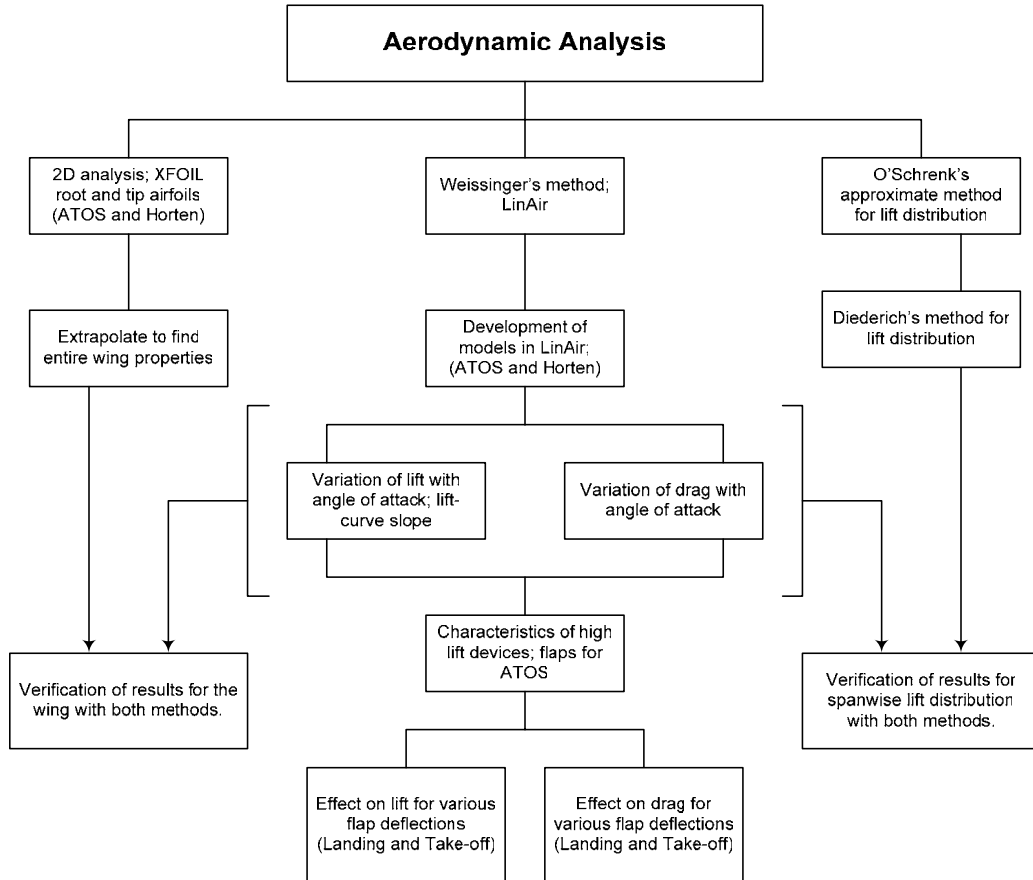 Aerodynamic Analysis
2D analysis; XFOIL
root and tip airfoils
(ATOS and Horten)
Weissinger's method;
LinAir
O'Schrenk's
approximate method
for lift distribution
Extrapolate to find
entire wing properties
Development of
models in LinAir;
(ATOS and Horten)
Diederich's method for
lift distribution
Variation of lift with
angle of attack; lift-
curve slope
Variation of drag with
angle of attack
Characteristics of high
lift devices; flaps for
ATOS
Verification of results for the
wing with both methods.
Verification of results for
spanwise lift distribution
with both methods.
Effect on lift for various
flap deflections
(Landing and Take-off)
Effect on drag for
various flap deflections
(Landing and Take-off)